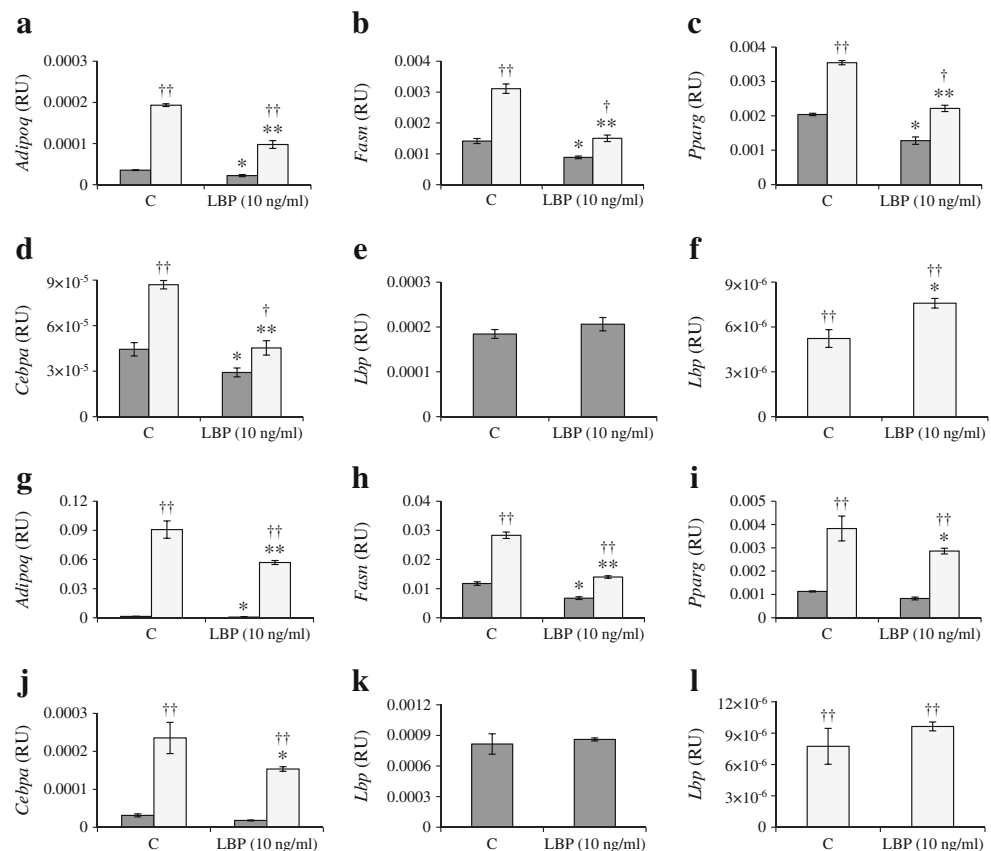 a
Adipoq (RU)
0.0003
0.0002
0.0001
0
††
††
**
*
C
LBP (10 ng/ml)
b
Fasn (RU)
0.004
0.003
0.002
0.001
0
††
†
**
*
C
LBP (10 ng/ml)
c
Pparg (RU)
0.004
0.003
0.002
0.001
0
††
†
**
*
C
LBP (10 ng/ml)
d
Cebpa (RU)
9×10⁻⁵
6×10⁻⁵
3×10⁻⁵
0
††
†
**
*
C
LBP (10 ng/ml)
e
Lbp (RU)
0.0003
0.0002
0.0001
0
C
LBP (10 ng/ml)
f
Lbp (RU)
9×10⁻⁶
6×10⁻⁶
3×10⁻⁶
0
††
††
*
C
LBP (10 ng/ml)
g
Adipoq (RU)
0.12
0.09
0.06
0.03
0
††
††
**
*
C
LBP (10 ng/ml)
h
Fasn (RU)
0.04
0.03
0.02
0.01
0
††
††
**
*
C
LBP (10 ng/ml)
i
Pparg (RU)
0.005
0.004
0.003
0.002
0.001
0
††
††
*
C
LBP (10 ng/ml)
j
Cebpa (RU)
0.0003
0.0002
0.0001
0
††
††
*
C
LBP (10 ng/ml)
k
Lbp (RU)
0.0012
0.0009
0.0006
0.0003
0
C
LBP (10 ng/ml)
l
Lbp (RU)
12×10⁻⁶
9×10⁻⁶
6×10⁻⁶
3×10⁻⁶
0
††
††
C
LBP (10 ng/ml)